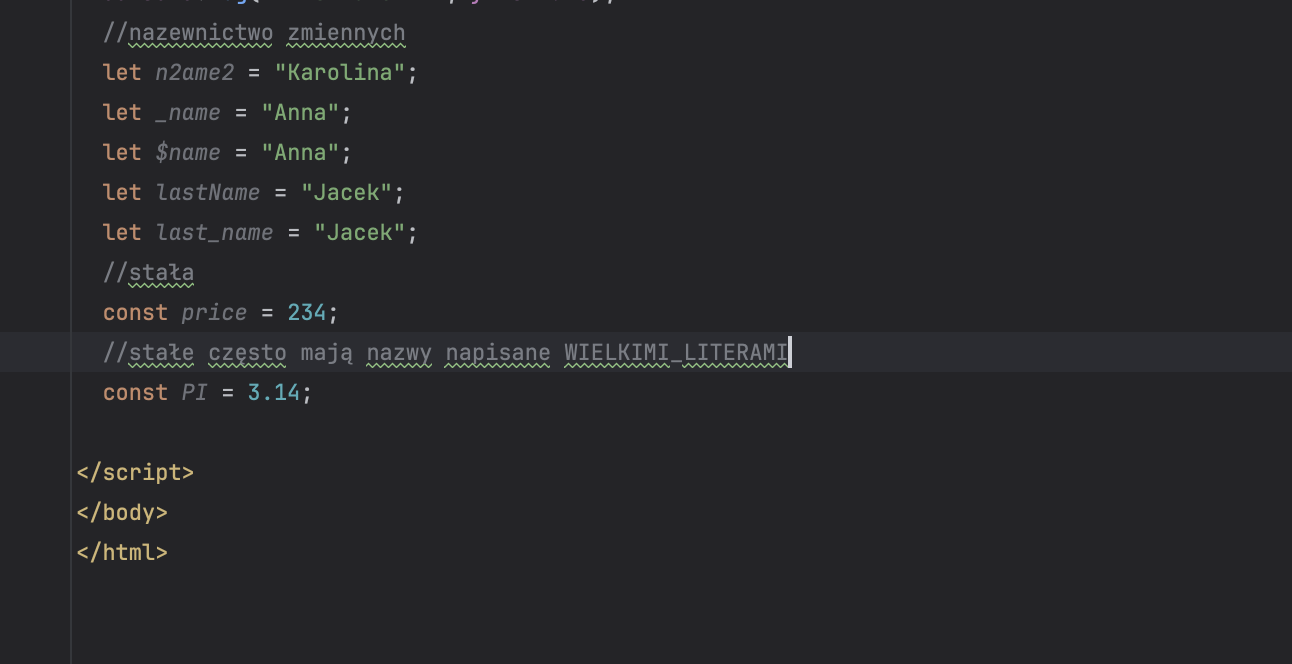 //nazewnictwo zmiennych
let n2ame2 = "Karolina";
let _name = "Anna";
let $name = "Anna";
let lastName = "Jacek";
let last_name = "Jacek";
//stała
const price = 234;
//stałe często mają nazwy napisane WIELKIMI_LITERAMI
const PI = 3.14;
</script>
</body>
</html>